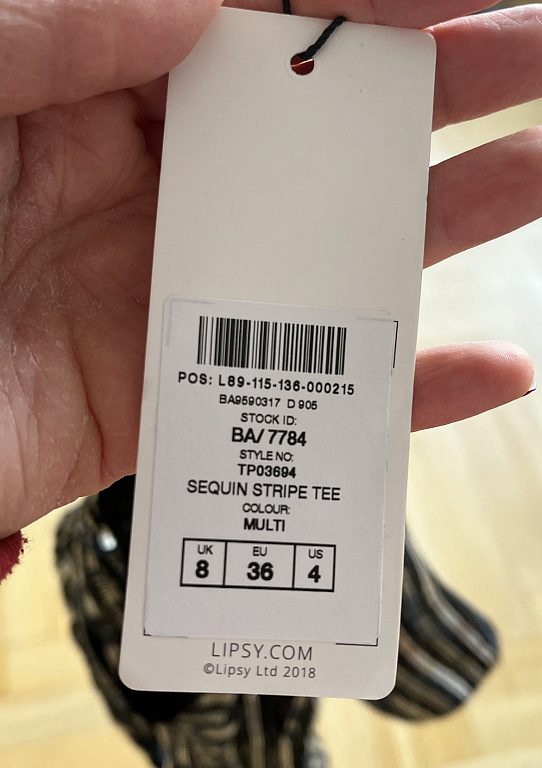 POS: L89-115-136-000215
BA9590317 D 905
STOCK ID:
BA/ 7784
STYLE NO:
TP03694
SEQUIN STRIPE TEE
COLOUR:
MULTI
UK EU US
8 36 4
LIPSY.COM
©Lipsy Ltd 2018